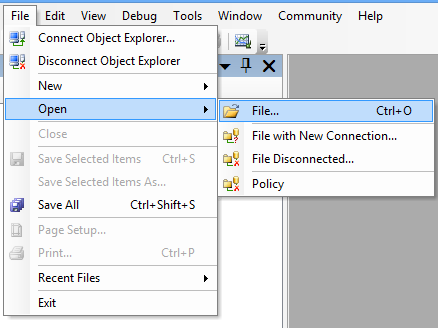 File Edit View Debug Tools Window Community Help
Connect Object Explorer...
Disconnect Object Explorer
New
Open
File... Ctrl+O
File with New Connection...
File Disconnected...
Policy
Close
Save Selected Items Ctrl+S
Save Selected Items As...
Save All Ctrl+Shift+S
Page Setup...
Print... Ctrl+P
Recent Files
Exit